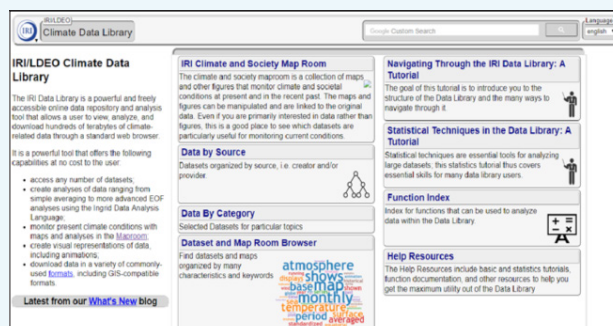 IRI/LDEO
IRI
Climate Data Library
Google Custom Search
Language
english
IRI/LDEO Climate Data
Library
The IRI Data Library is a powerful and freely
accessible online data repository and analysis
tool that allows a user to view, analyze, and
download hundreds of terabytes of climate-
related data through a standard web browser.
It is a powerful tool that offers the following
capabilities at no cost to the user:
access any number of datasets;
create analyses of data ranging from
simple averaging to more advanced EOF
analyses using the Ingrid Data Analysis
Language;
monitor present climate conditions with
maps and analyses in the Maproom;
create visual representations of data,
including animations;
download data in a variety of commonly-
used formats, including GIS-compatible
formats.
Latest from our What's New blog
IRI Climate and Society Map Room
The climate and society maproom is a collection of maps
and other figures that monitor climate and societal
conditions at present and in the recent past. The maps and
figures can be manipulated and are linked to the original
data. Even if you are primarily interested in data rather than
figures, this is a good place to see which datasets are
particularly useful for monitoring current conditions.
Data by Source
Datasets organized by source, i.e. creator and/or
provider.
Data By Category
Selected Datasets for particular topics
Dataset and Map Room Browser
Find datasets and maps
organized by many
characteristics and keywords
atmosphere
displays shows
base map shown
monthly
temperature
period surface
standardized averaged
Navigating Through the IRI Data Library: A
Tutorial
The goal of this tutorial is to introduce you to the
structure of the Data Library and the many ways to
navigate through it.
Statistical Techniques in the Data Library: A
Tutorial
Statistical techniques are essential tools for analyzing
large datasets; this statistics tutorial thus covers
essential skills for many data library users.
Function Index
Index for functions that can be used to analyze
data within the Data Library
Help Resources
The Help Resources include basic and statistics tutorials,
function documentation, and other resources to help you
get the maximum utility out of the Data Library